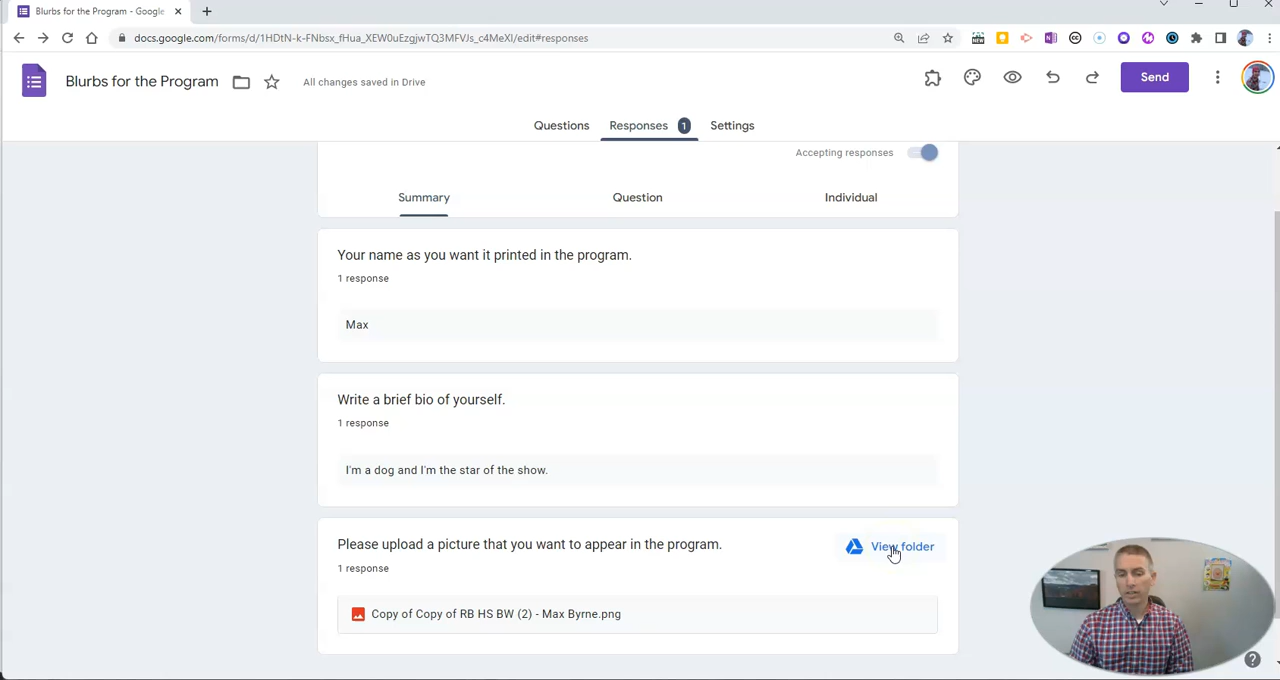 Blurbs for the Program - Google
docs.google.com/forms/d/1HDtN-k-FNbsx_fHua_XEW0uEzgjwTQ3MFVJs_c4MeXI/edit#responses
Blurbs for the Program
All changes saved in Drive
Send
Questions
Responses 1
Settings
Accepting responses
Summary
Question
Individual
Your name as you want it printed in the program.
1 response
Max
Write a brief bio of yourself.
1 response
I'm a dog and I'm the star of the show.
Please upload a picture that you want to appear in the program.
View folder
1 response
Copy of Copy of RB HS BW (2) - Max Byrne.png